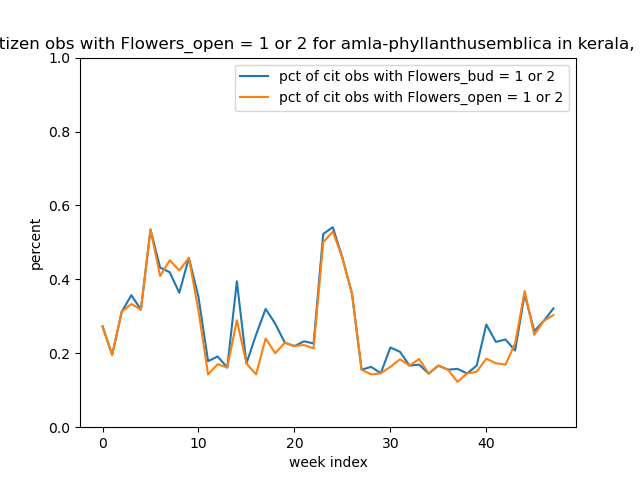 tizen obs with Flowers_open = 1 or 2 for amla-phyllanthusemblica in kerala,
pct of cit obs with Flowers_bud = 1 or 2
pct of cit obs with Flowers_open = 1 or 2
1.0
0.8
0.6
0.4
0.2
0.0
percent
0 10 20 30 40
week index